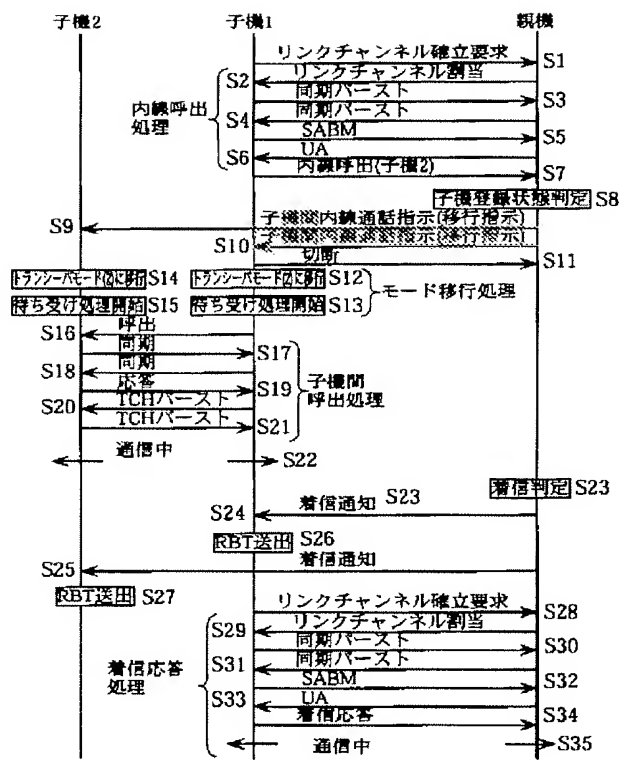 子機2 子機1 親機
リンクチャンネル確立要求 S1
S2 リンクチャンネル割当
同期バースト S3
内線呼出処理
S4 同期バースト
SABM S5
S6 UA
内線呼出(子機2) S7
子機登録状態判定 S8
S9 子機間内線通話指示(移行指示)
S10 子機間内線通話指示(移行指示)
切断 S11
トランシーバモード(2)に移行 S14 トランシーバモード(2)に移行 S12
モード移行処理
待ち受け処理開始 S15 待ち受け処理開始 S13
S16 呼出
同期 S17
S18 同期
応答 S19
子機間呼出処理
S20 TCHバースト
TCHバースト S21
通信中 S22
着信判定 S23
S24 着信通知 S23
RBT送出 S26
S25 着信通知
RBT送出 S27
リンクチャンネル確立要求 S28
S29 リンクチャンネル割当
同期バースト S30
着信応答処理
S31 同期バースト
SABM S32
S33 UA
着信応答 S34
通信中 S35